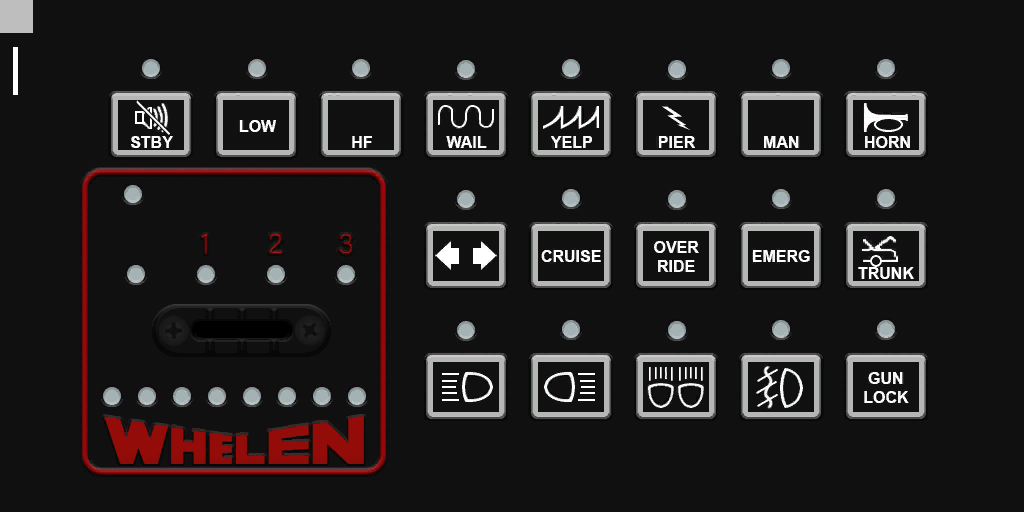 STBY
LOW
HF
WAIL
YELP
PIER
MAN
HORN
1 2 3
CRUISE
OVER
RIDE
EMERG
TRUNK
GUN
LOCK
WHELEN